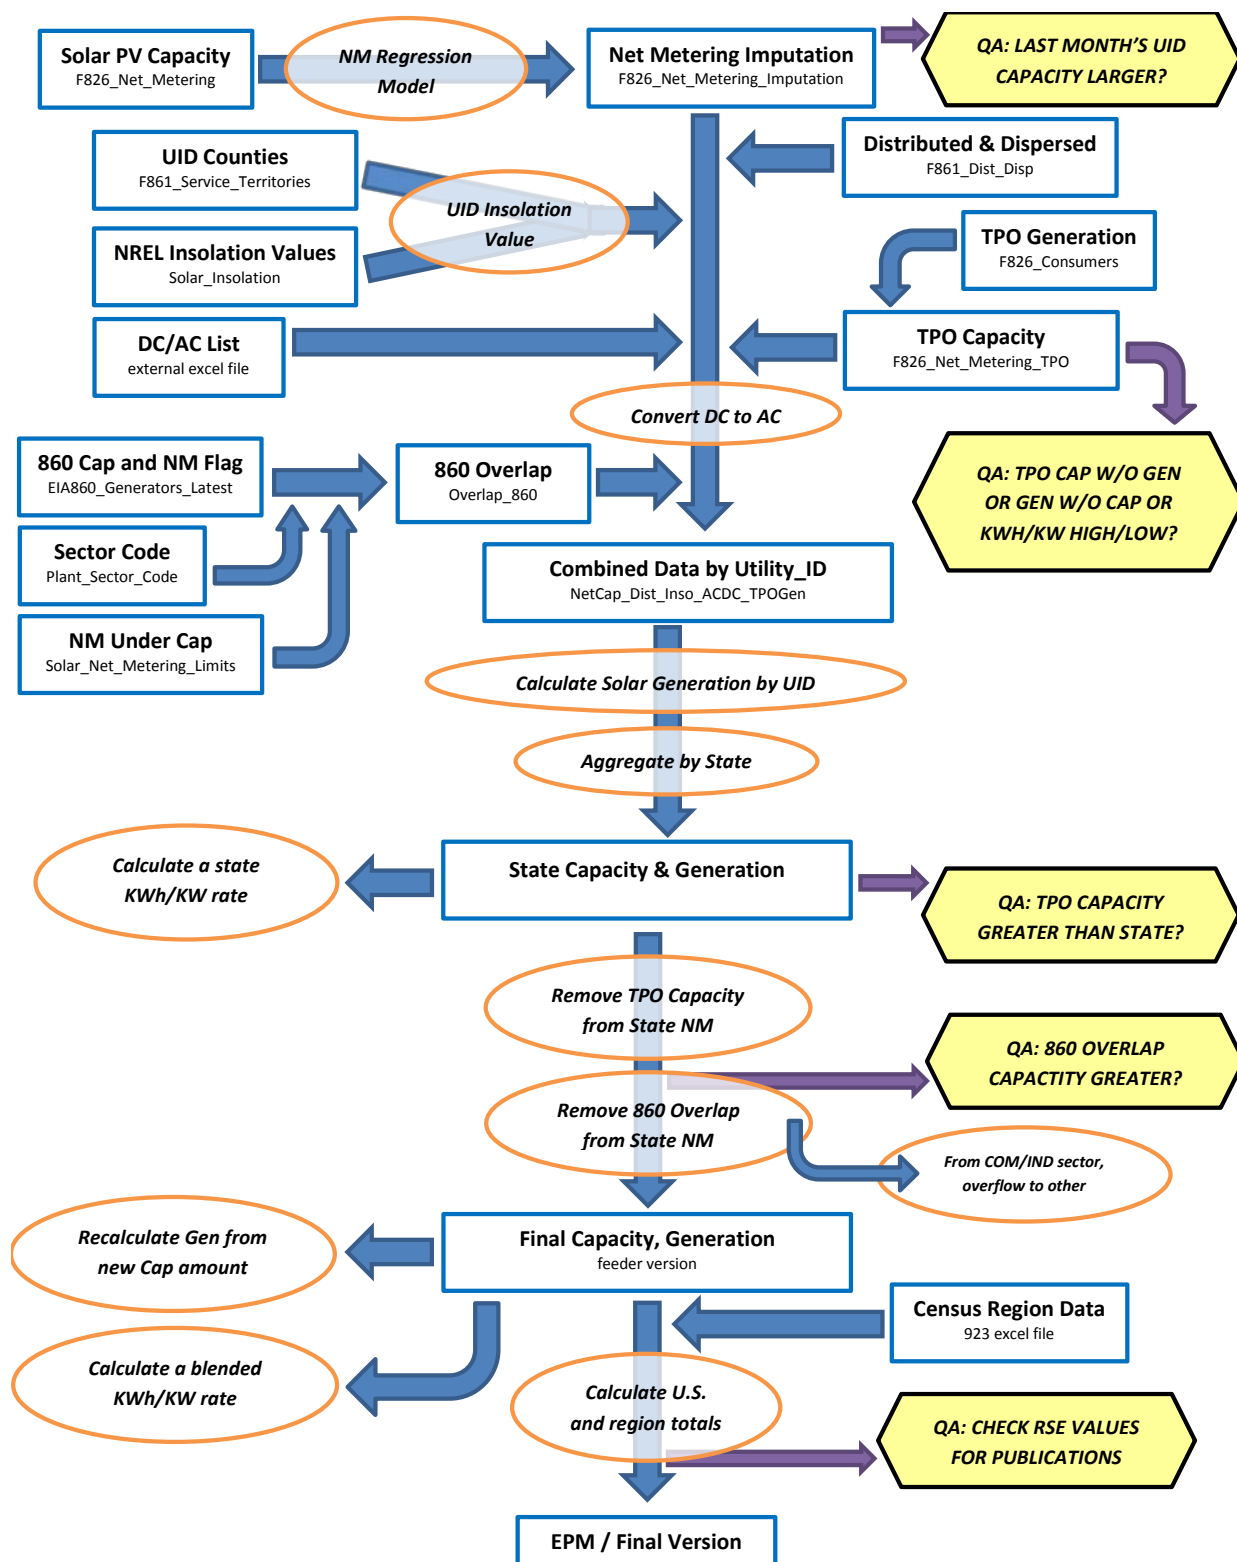 Solar PV Capacity
F826_Net_Metering
NM Regression
Model
Net Metering Imputation
F826_Net_Metering_Imputation
QA: LAST MONTH'S UID
CAPACITY LARGER?
UID Counties
F861_Service_Territories
Distributed & Dispersed
F861_Dist_Disp
UID Insolation
Value
NREL Insolation Values
Solar_Insolation
TPO Generation
F826_Consumers
DC/AC List
external excel file
TPO Capacity
F826_Net_Metering_TPO
Convert DC to AC
860 Cap and NM Flag
EIA860_Generators_Latest
860 Overlap
Overlap_860
QA: TPO CAP W/O GEN
OR GEN W/O CAP OR
KWH/KW HIGH/LOW?
Sector Code
Plant_Sector_Code
Combined Data by Utility_ID
NetCap_Dist_Inso_ACDC_TPOGen
NM Under Cap
Solar_Net_Metering_Limits
Calculate Solar Generation by UID
Aggregate by State
Calculate a state
KWh/KW rate
State Capacity & Generation
QA: TPO CAPACITY
GREATER THAN STATE?
Remove TPO Capacity
from State NM
QA: 860 OVERLAP
CAPACTITY GREATER?
Remove 860 Overlap
from State NM
From COM/IND sector,
overflow to other
Recalculate Gen from
new Cap amount
Final Capacity, Generation
feeder version
Census Region Data
923 excel file
Calculate a blended
KWh/KW rate
Calculate U.S.
and region totals
QA: CHECK RSE VALUES
FOR PUBLICATIONS
EPM / Final Version